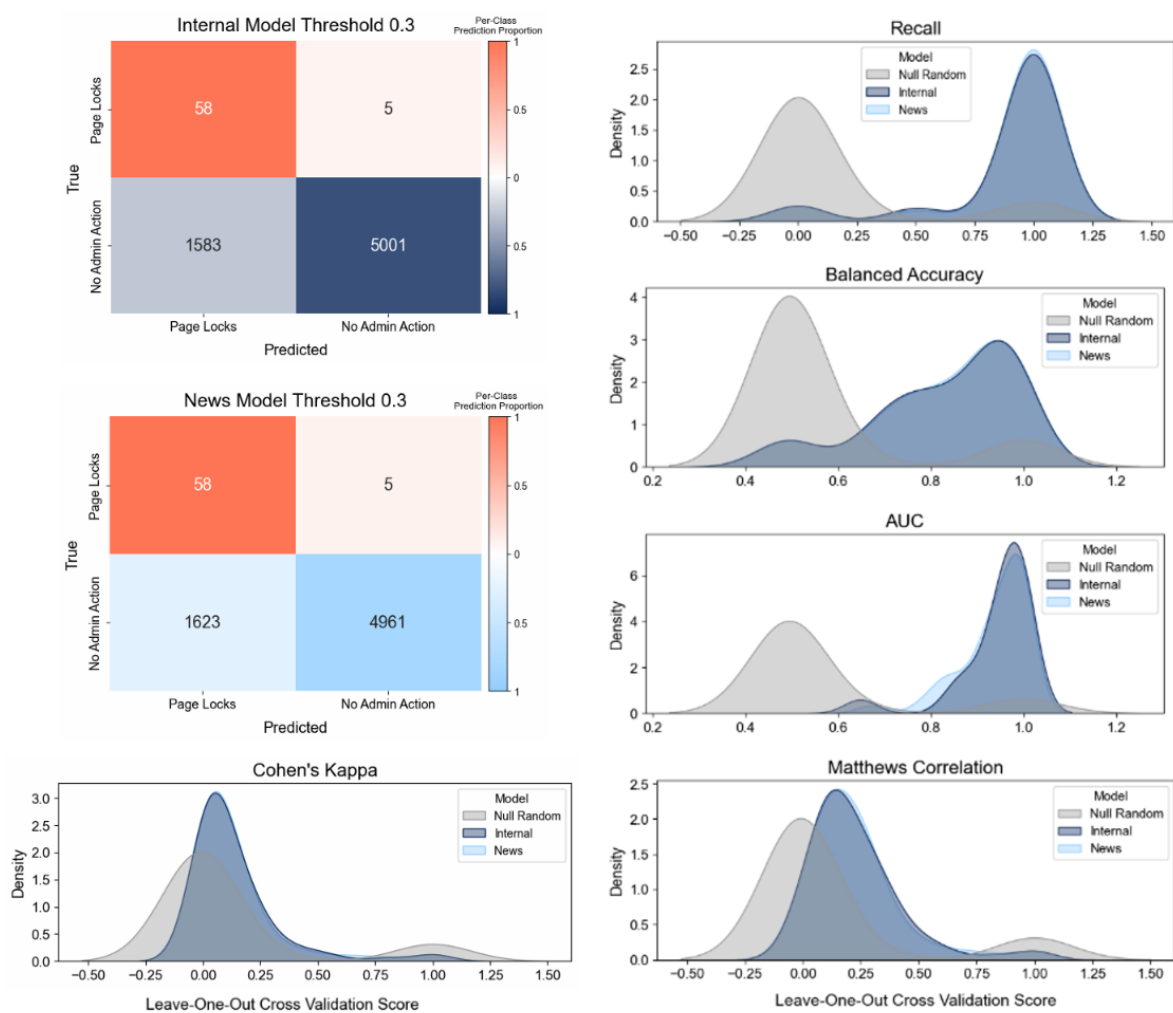 Internal Model Threshold 0.3
Per-Class
Prediction Proportion
True
Page Locks
No Admin Action
58
5
1583
5001
1
0.5
0
0.5
1
Page Locks
No Admin Action
Predicted
News Model Threshold 0.3
Per-Class
Prediction Proportion
True
Page Locks
No Admin Action
58
5
1623
4961
1
0.5
0
0.5
1
Page Locks
No Admin Action
Predicted
Cohen's Kappa
Density
3.0
2.5
2.0
1.5
1.0
0.5
0.0
Model
Null Random
Internal
News
−0.50 −0.25 0.00 0.25 0.50 0.75 1.00 1.25 1.50
Leave-One-Out Cross Validation Score
Recall
Density
2.5
2.0
1.5
1.0
0.5
0.0
Model
Null Random
Internal
News
−0.50 −0.25 0.00 0.25 0.50 0.75 1.00 1.25 1.50
Balanced Accuracy
Density
4
3
2
1
0
Model
Null Random
Internal
News
0.2 0.4 0.6 0.8 1.0 1.2
AUC
Density
6
4
2
0
Model
Null Random
Internal
News
0.2 0.4 0.6 0.8 1.0 1.2
Matthews Correlation
Density
2.5
2.0
1.5
1.0
0.5
0.0
Model
Null Random
Internal
News
−0.50 −0.25 0.00 0.25 0.50 0.75 1.00 1.25 1.50
Leave-One-Out Cross Validation Score